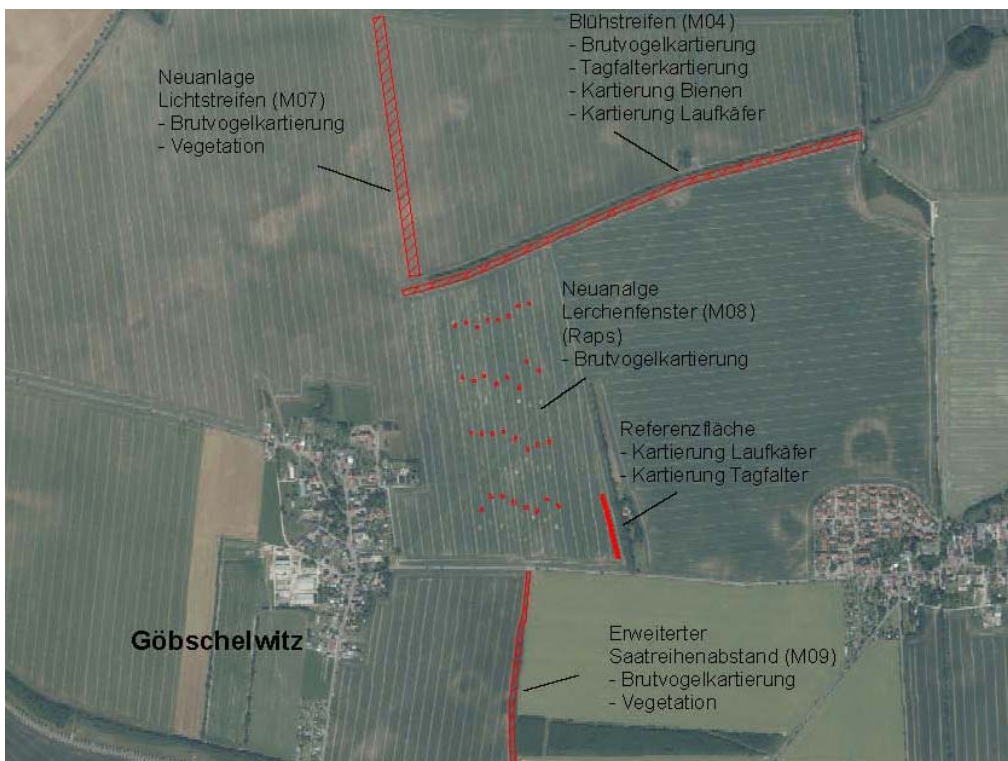 Blühstreifen (M04)
- Brutvogelkartierung
- Tagfalterkartierung
- Kartierung Bienen
- Kartierung Laufkäfer
Neuanlage
Lichtstreifen (M07)
- Brutvogelkartierung
- Vegetation
Neuanalge
Lerchenfenster (M08)
(Raps)
- Brutvogelkartierung
Referenzfläche
- Kartierung Laufkäfer
- Kartierung Tagfalter
Göbschelwitz
Erweiterter
Saatreihenabstand (M09)
- Brutvogelkartierung
- Vegetation